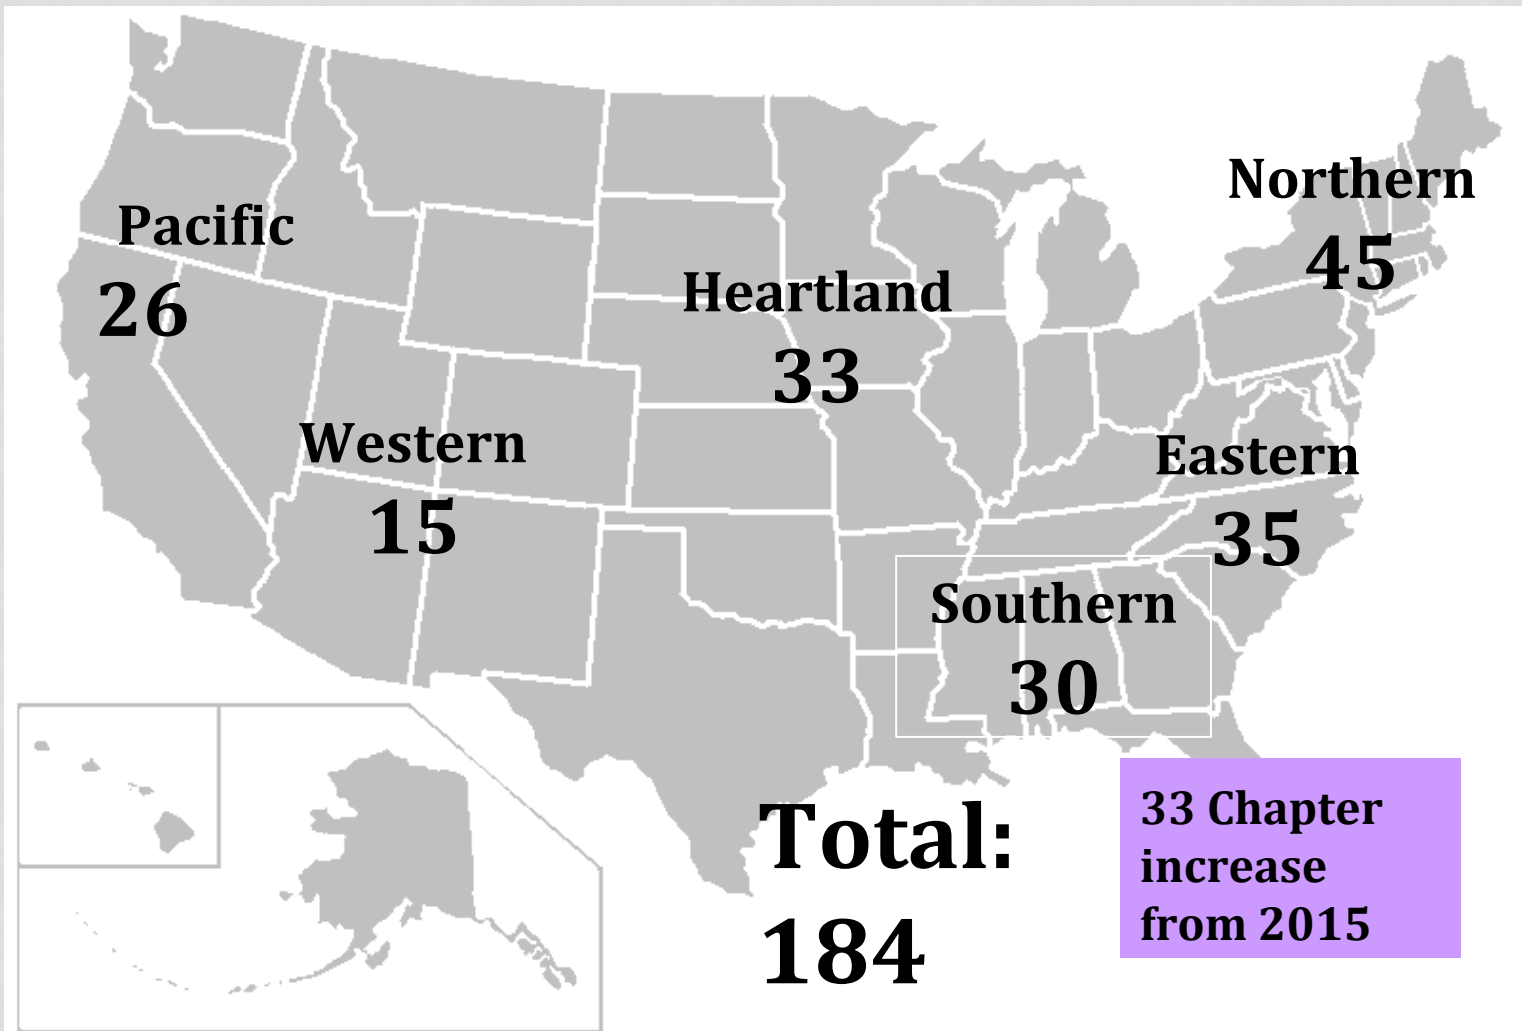 Northern
45
Pacific
26
Heartland
33
Western
15
Eastern
35
Southern
30
Total:
184
33 Chapter
increase
from 2015